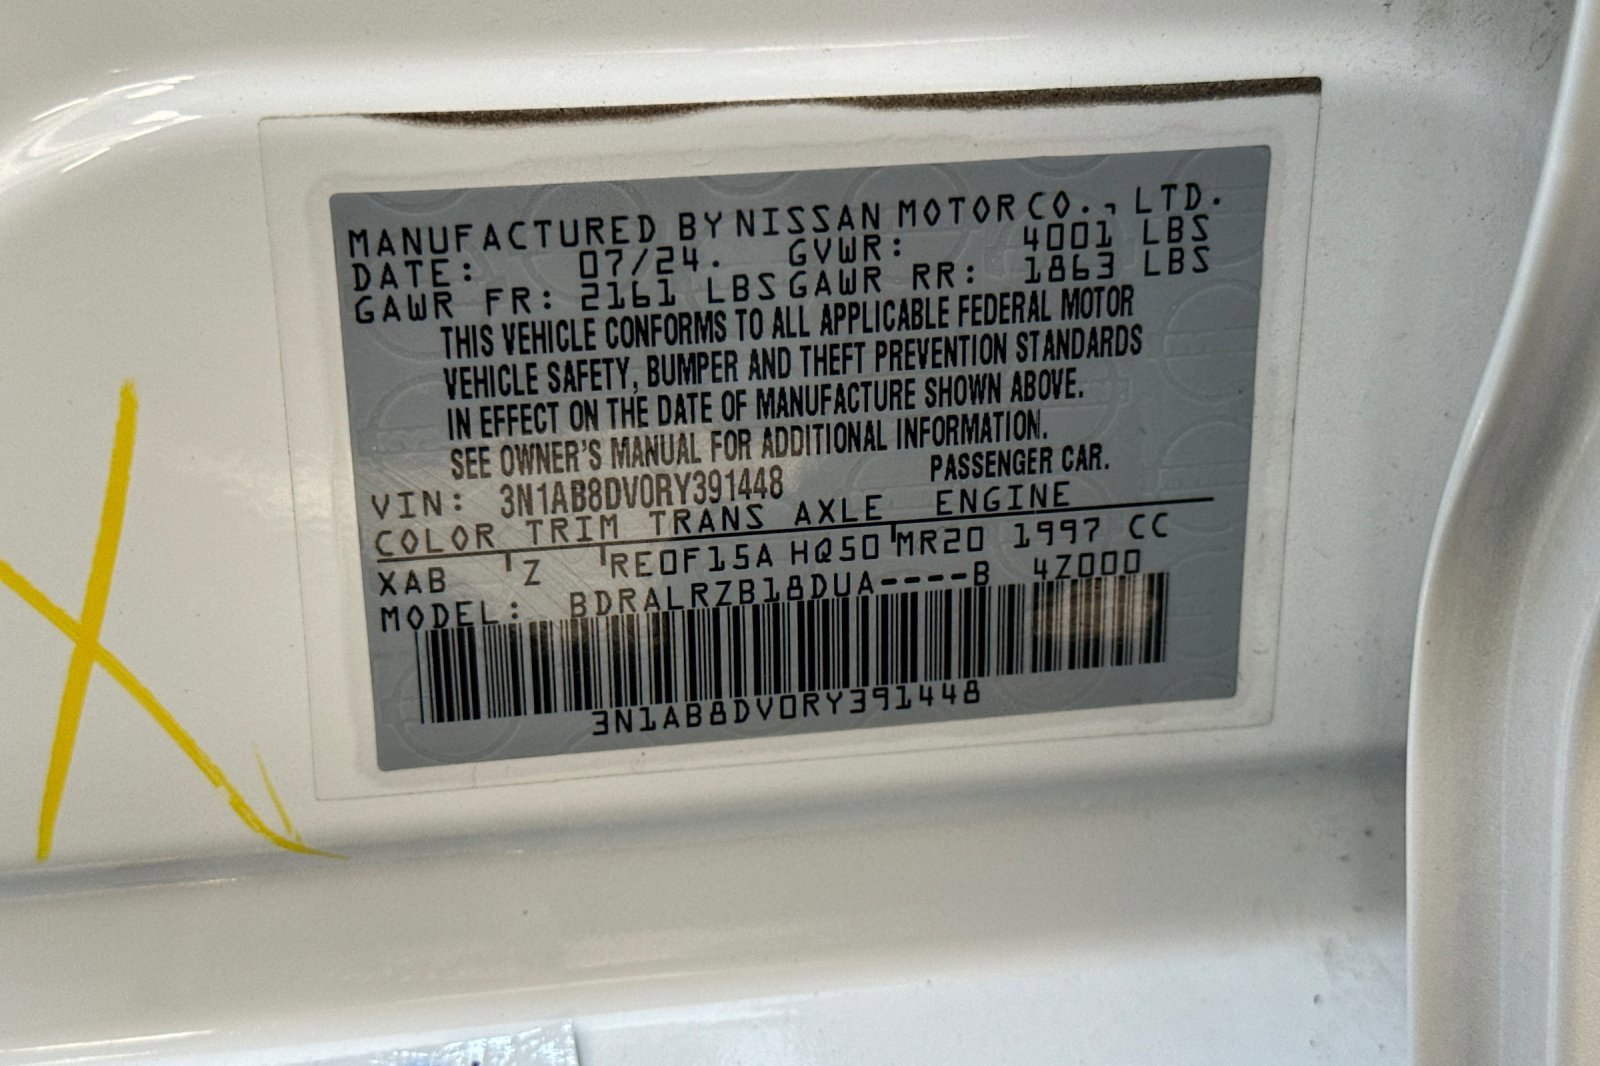 MANUFACTURED BY NISSAN MOTOR CO., LTD.
DATE: 07/24. GVWR: 4001 LBS
GAWR FR: 2161 LBS GAWR RR: 1863 LBS
THIS VEHICLE CONFORMS TO ALL APPLICABLE FEDERAL MOTOR
VEHICLE SAFETY, BUMPER AND THEFT PREVENTION STANDARDS
IN EFFECT ON THE DATE OF MANUFACTURE SHOWN ABOVE.
SEE OWNER'S MANUAL FOR ADDITIONAL INFORMATION.
VIN: 3N1AB8DV0RY391448 PASSENGER CAR.
COLOR TRIM TRANS AXLE ENGINE
XAB Z RE0F15A HQ50 MR20 1997 CC
MODEL: BDRALRZB18DUA----B 4Z000
3N1AB8DV0RY391448